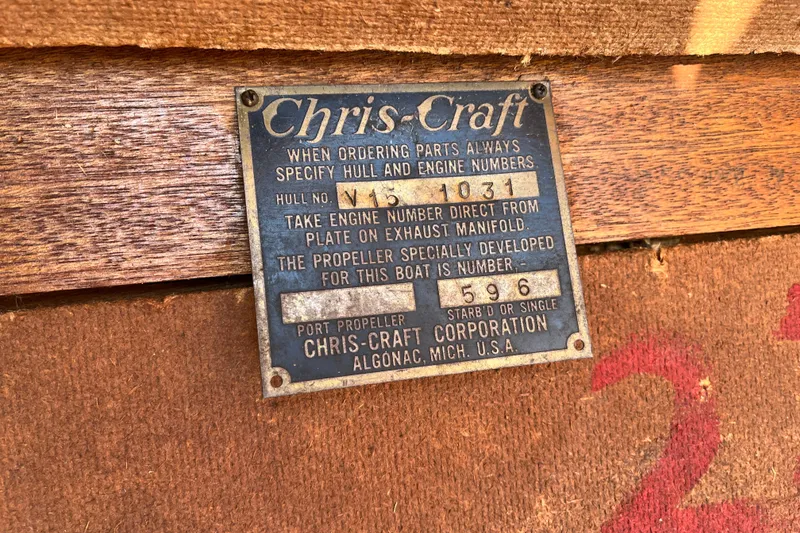 Chris-Craft
WHEN ORDERING PARTS ALWAYS
SPECIFY HULL AND ENGINE NUMBERS.
HULL NO. V15 1031
TAKE ENGINE NUMBER DIRECT FROM
PLATE ON EXHAUST MANIFOLD.
THE PROPELLER SPECIALLY DEVELOPED
FOR THIS BOAT IS NUMBER,-
596
PORT PROPELLER STARB'D OR SINGLE
CHRIS-CRAFT CORPORATION
ALGONAC, MICH. U.S.A.
2